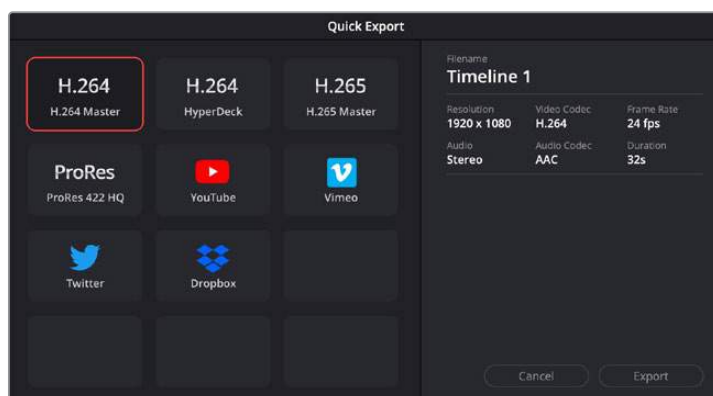 Quick Export
H.264
H.264 Master
H.264
HyperDeck
H.265
H.265 Master
ProRes
ProRes 422 HQ
YouTube
Vimeo
Twitter
Dropbox
Filename
Timeline 1
Resolution Video Codec Frame Rate
1920 x 1080 H.264 24 fps
Audio Audio Codec Duration
Stereo AAC 32s
Cancel Export